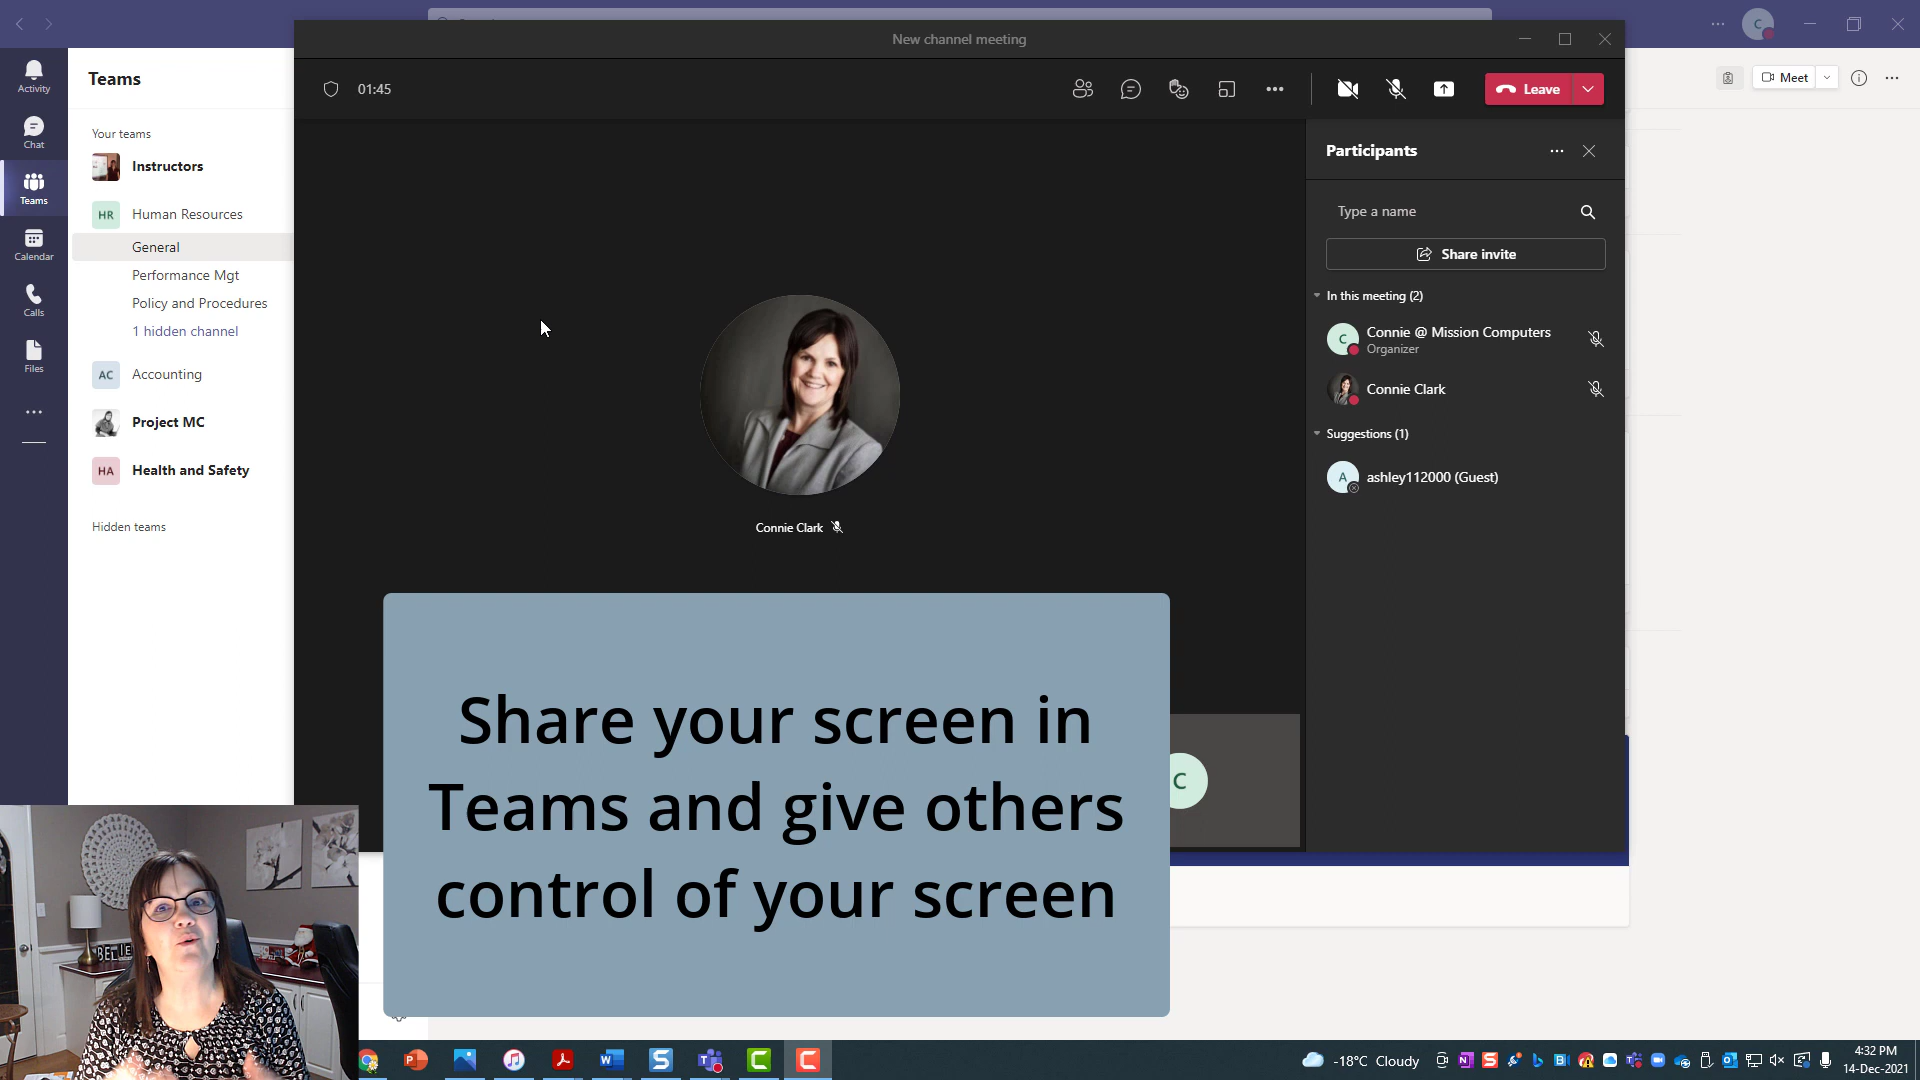 New channel meeting
C
Activity
Chat
Teams
Calendar
Calls
Files
Teams
Your teams
Instructors
HR Human Resources
General
Performance Mgt
Policy and Procedures
1 hidden channel
AC Accounting
Project MC
HA Health and Safety
Hidden teams
01:45
Leave
Meet
Participants
Type a name
Share invite
In this meeting (2)
C Connie @ Mission Computers
Organizer
Connie Clark
Suggestions (1)
A ashley112000 (Guest)
Connie Clark
C
Share your screen in
Teams and give others
control of your screen
-18°C Cloudy
4:32 PM
14-Dec-2021